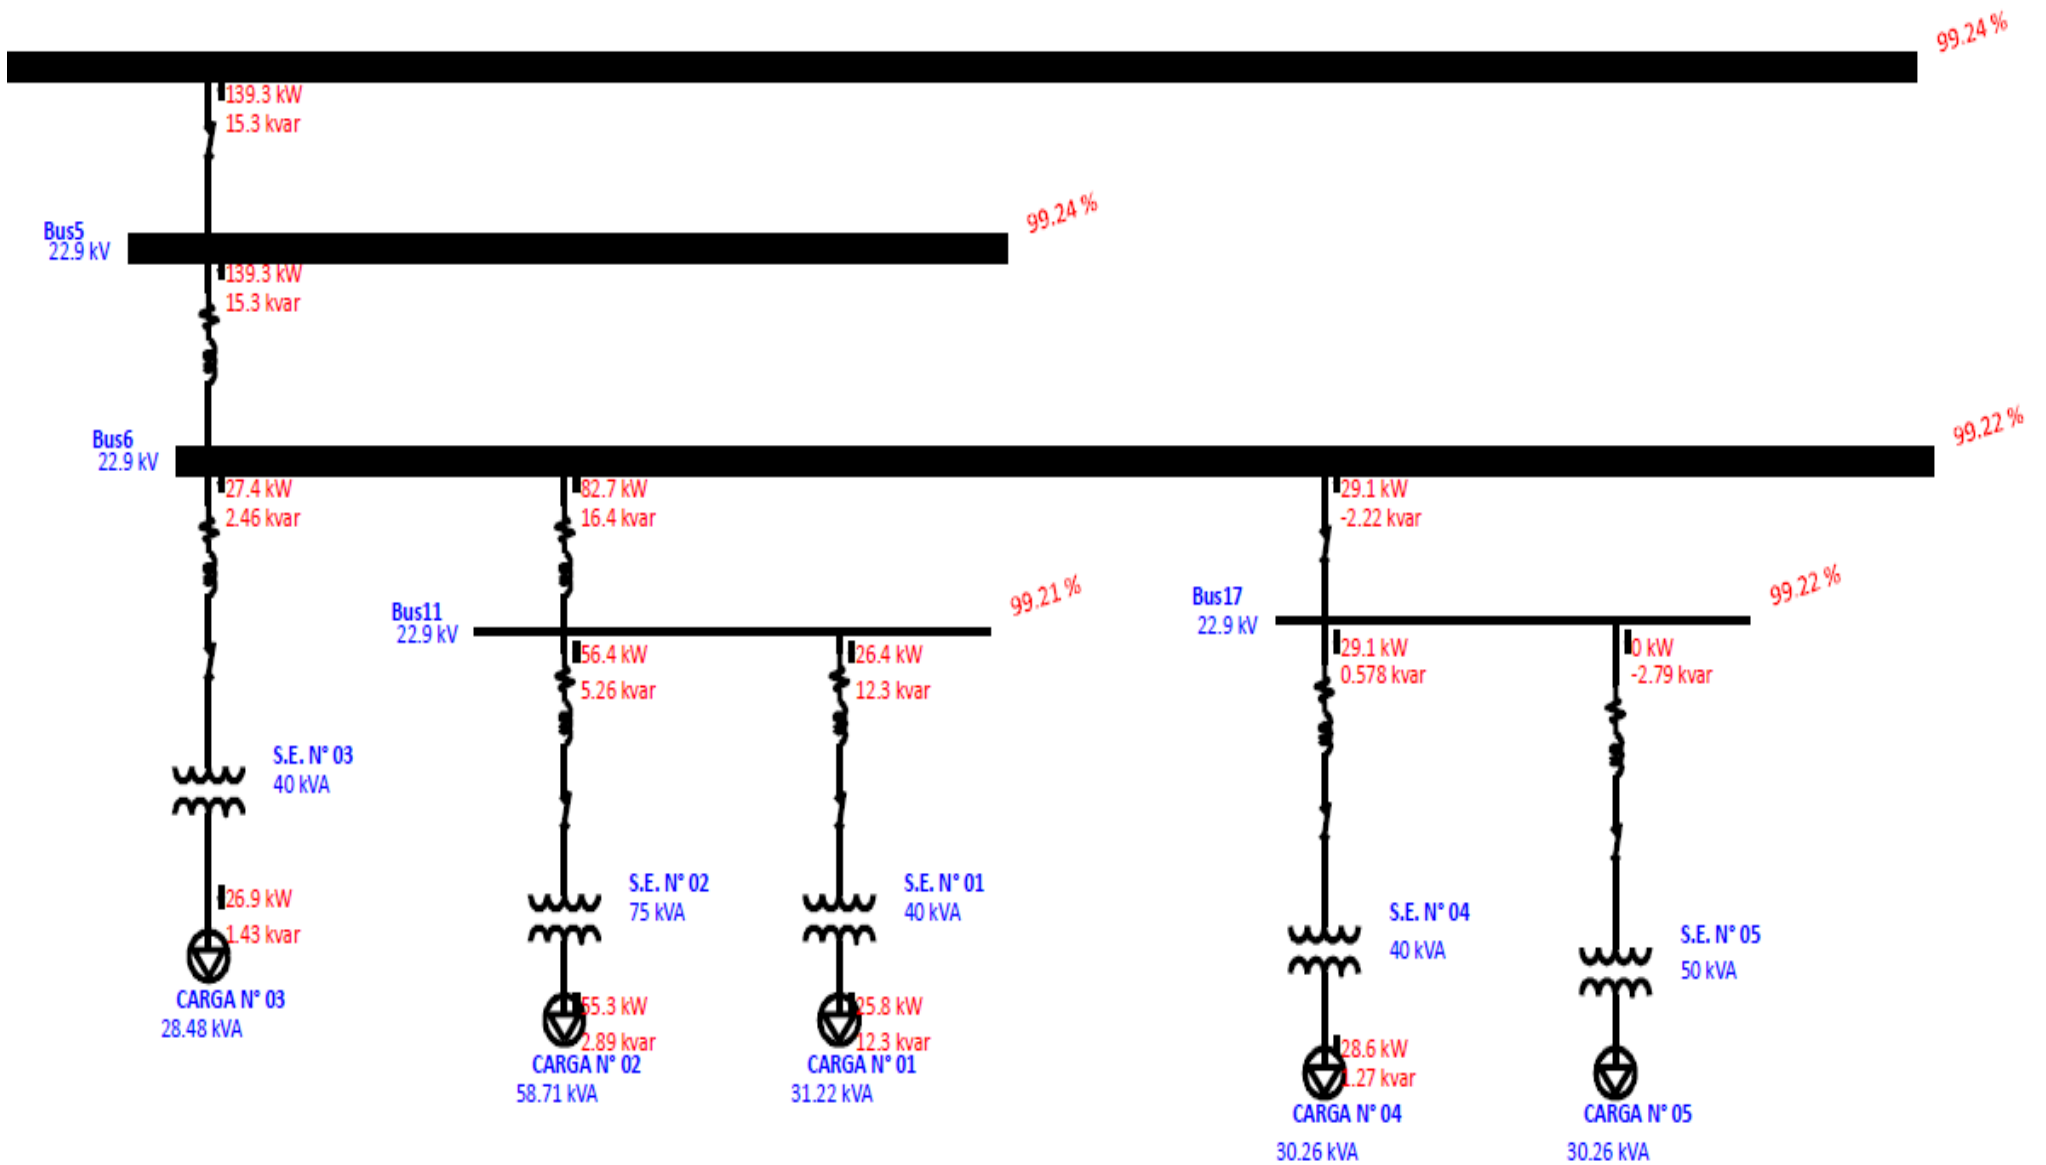 99.24 %
139.3 kW
15.3 kvar
99.24 %
Bus5
22.9 kV
139.3 kW
15.3 kvar
99.22 %
Bus6
22.9 kV
27.4 kW
2.46 kvar
82.7 kW
16.4 kvar
29.1 kW
-2.22 kvar
99.21 %
Bus11
22.9 kV
99.22 %
Bus17
22.9 kV
56.4 kW
5.26 kvar
26.4 kW
12.3 kvar
29.1 kW
0.578 kvar
0 kW
-2.79 kvar
S.E. N° 03
40 kVA
S.E. N° 02
75 kVA
S.E. N° 01
40 kVA
S.E. N° 04
40 kVA
S.E. N° 05
50 kVA
26.9 kW
1.43 kvar
CARGA N° 03
28.48 kVA
55.3 kW
2.89 kvar
CARGA N° 02
58.71 kVA
25.8 kW
12.3 kvar
CARGA N° 01
31.22 kVA
28.6 kW
1.27 kvar
CARGA N° 04
30.26 kVA
CARGA N° 05
30.26 kVA